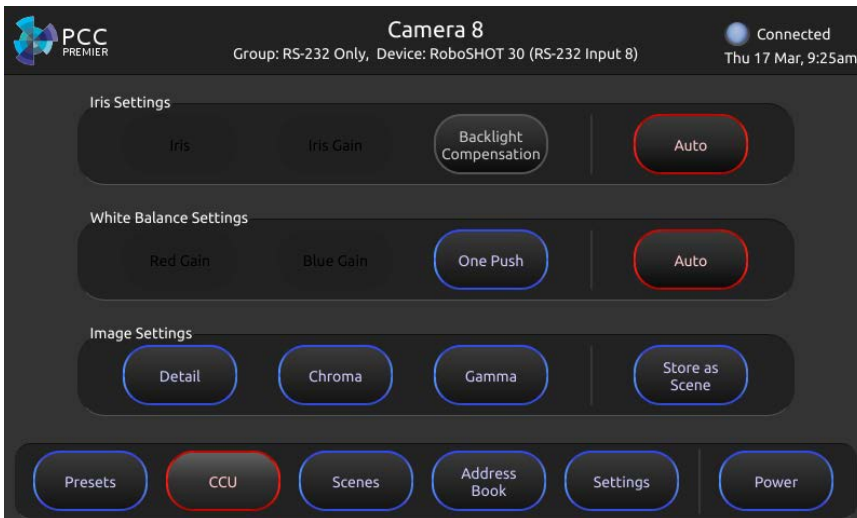 PCC
PREMIER
Camera 8
Group: RS-232 Only, Device: RoboSHOT 30 (RS-232 Input 8)
Connected
Thu 17 Mar, 9:25am
Iris Settings
Iris
Iris Gain
Backlight
Compensation
Auto
White Balance Settings
Red Gain
Blue Gain
One Push
Auto
Image Settings
Detail
Chroma
Gamma
Store as
Scene
Presets
CCU
Scenes
Address
Book
Settings
Power